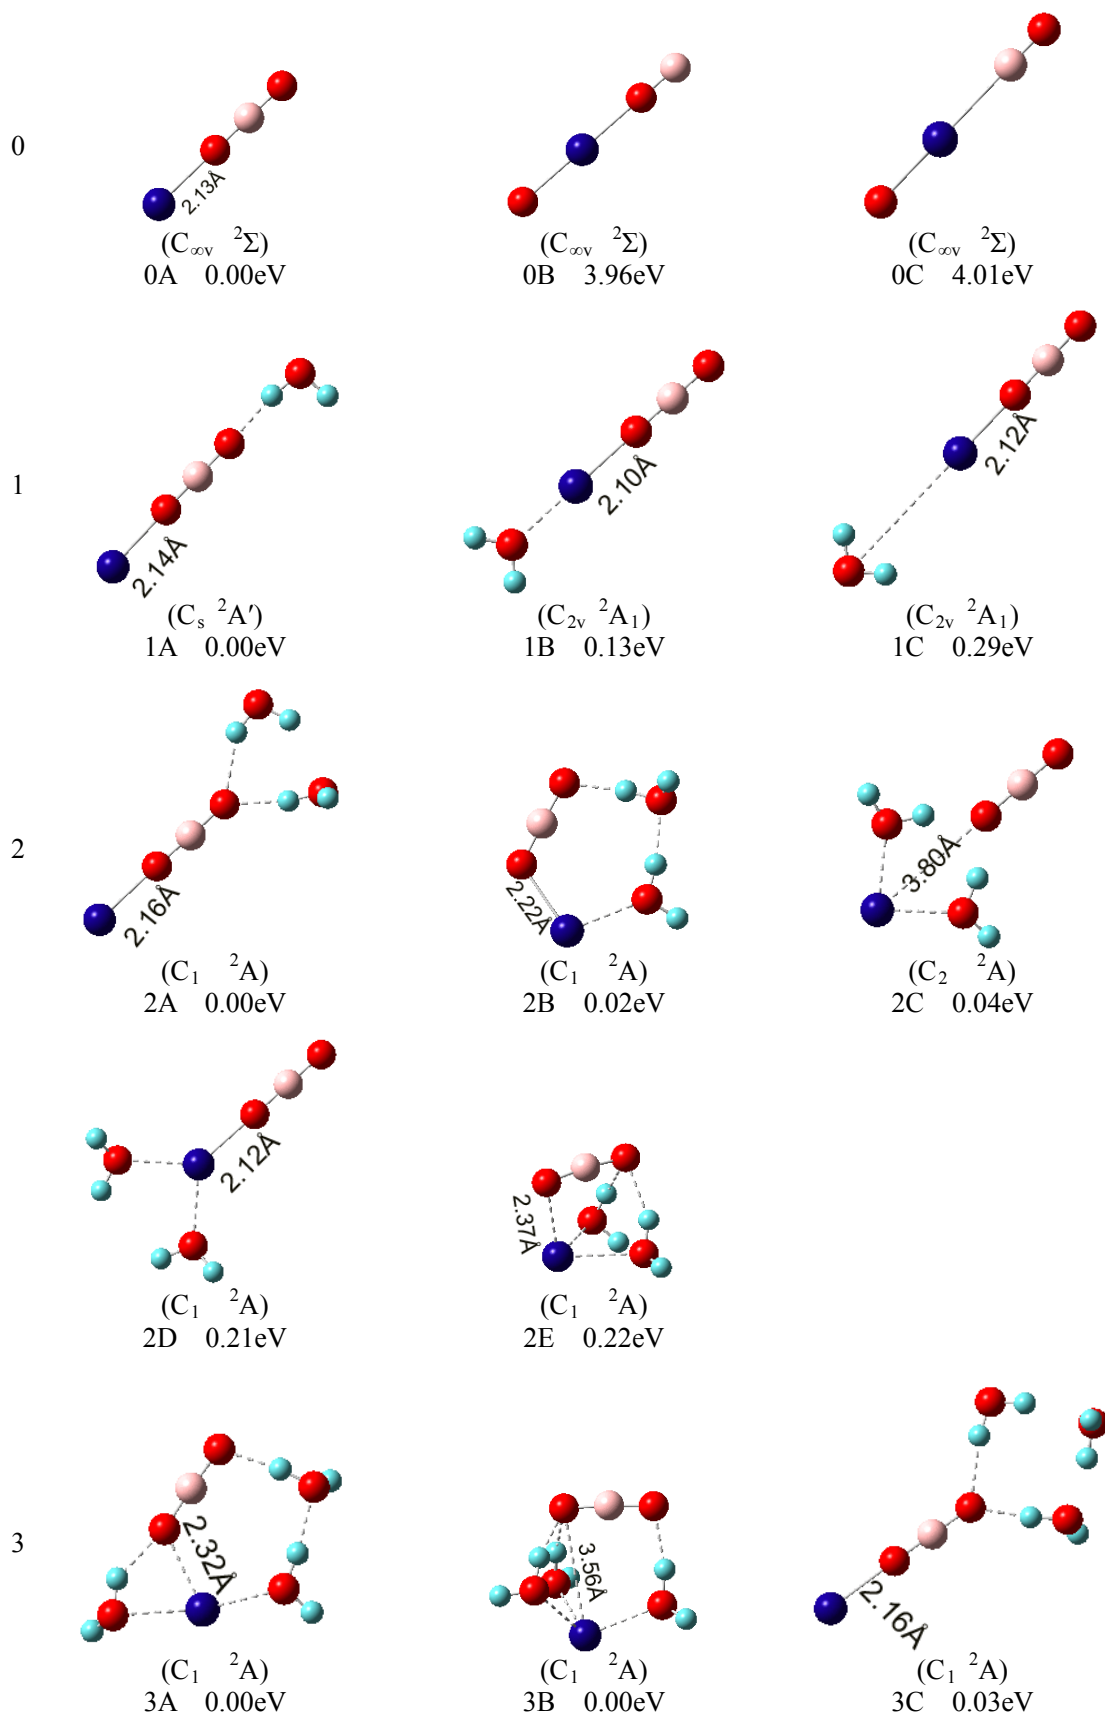 0
2.13Å
(C∞v ²Σ)
0A 0.00eV
(C∞v ²Σ)
0B 3.96eV
(C∞v ²Σ)
0C 4.01eV
1
2.14Å
(Cs ²A′)
1A 0.00eV
2.10Å
(C2v ²A1)
1B 0.13eV
2.12Å
(C2v ²A1)
1C 0.29eV
2
2.16Å
(C1 ²A)
2A 0.00eV
2.22Å
(C1 ²A)
2B 0.02eV
3.80Å
(C2 ²A)
2C 0.04eV
2.12Å
(C1 ²A)
2D 0.21eV
2.37Å
(C1 ²A)
2E 0.22eV
3
2.32Å
(C1 ²A)
3A 0.00eV
3.56Å
(C1 ²A)
3B 0.00eV
2.16Å
(C1 ²A)
3C 0.03eV